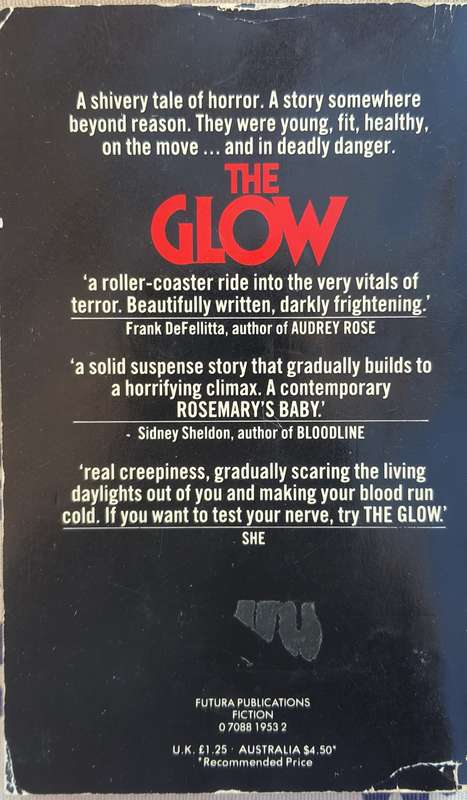 A shivery tale of horror. A story somewhere
beyond reason. They were young, fit, healthy,
on the move ... and in deadly danger.
THE
GLOW
'a roller-coaster ride into the very vitals of
terror. Beautifully written, darkly frightening.'
Frank DeFellitta, author of AUDREY ROSE
'a solid suspense story that gradually builds to
a horrifying climax. A contemporary
ROSEMARY'S BABY.'
- Sidney Sheldon, author of BLOODLINE
'real creepiness, gradually scaring the living
daylights out of you and making your blood run
cold. If you want to test your nerve, try THE GLOW.'
SHE
FUTURA PUBLICATIONS
FICTION
0 7088 1953 2
U.K. £1.25 · AUSTRALIA $4.50*
*Recommended Price